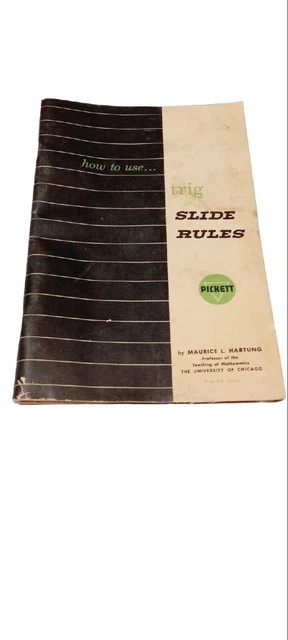 how to use...
trig
SLIDE
RULES
PICKETT
by MAURICE L. HARTUNG
Professor of the
Teaching of Mathematics
THE UNIVERSITY OF CHICAGO